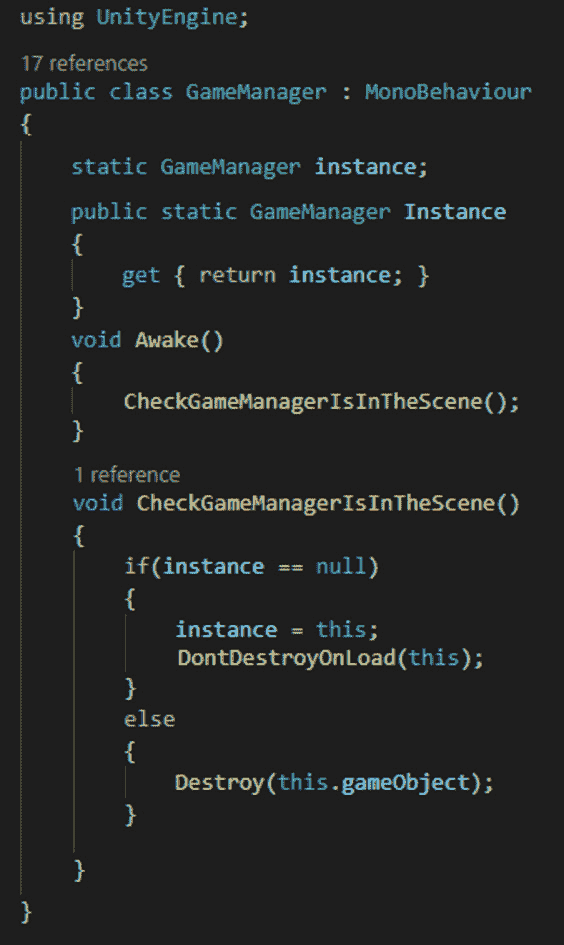 using UnityEngine;
17 references
public class GameManager : MonoBehaviour
{
static GameManager instance;
public static GameManager Instance
{
get { return instance; }
}
void Awake()
{
CheckGameManagerIsInTheScene();
}
1 reference
void CheckGameManagerIsInTheScene()
{
if(instance == null)
{
instance = this;
DontDestroyOnLoad(this);
}
else
{
Destroy(this.gameObject);
}
}
}